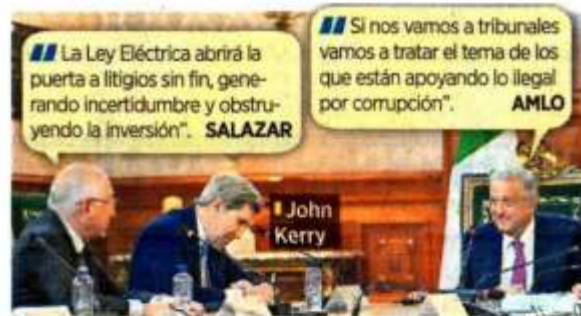 "La Ley Eléctrica abrirá la
puerta a litigios sin fin, gene-
rando incertidumbre y obstru-
yendo la inversión". SALAZAR
"Si nos vamos a tribunales
vamos a tratar el tema de los
que están apoyando lo ilegal
por corrupción". AMLO
John
Kerry